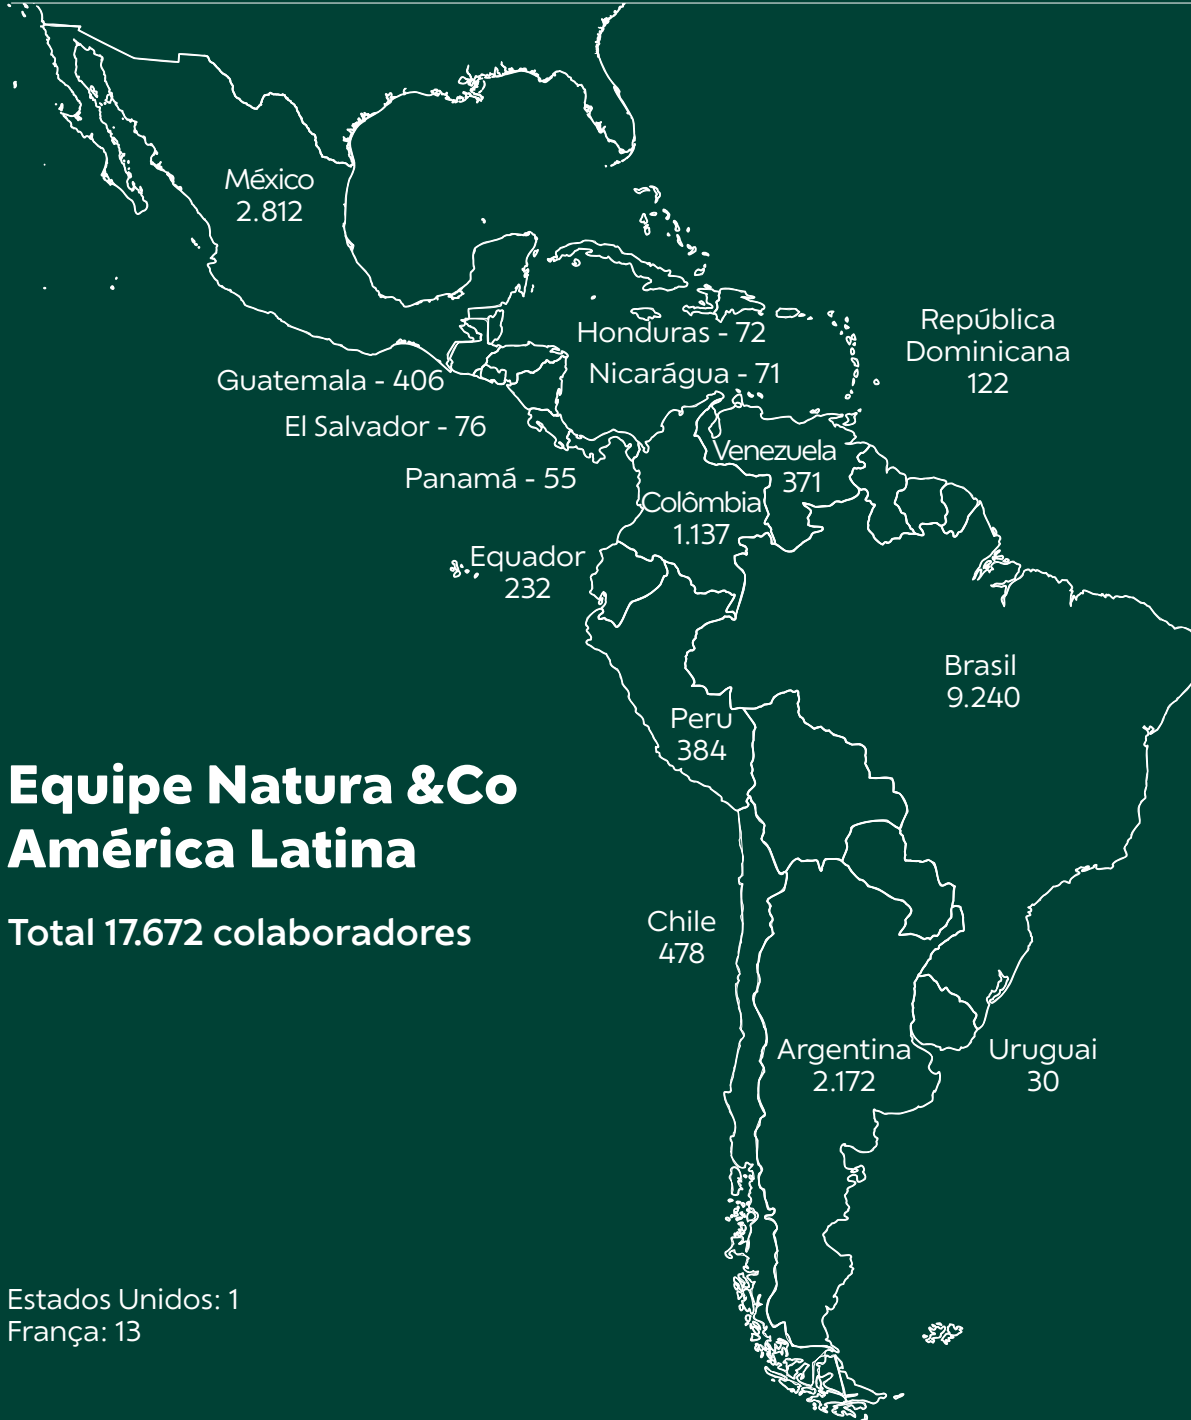 México
2.812
Honduras - 72
Nicarágua - 71
República
Dominicana
122
Guatemala - 406
El Salvador - 76
Panamá - 55
Venezuela
371
Colômbia
1.137
Equador
232
Brasil
9.240
Peru
384
Equipe Natura &Co
América Latina
Total 17.672 colaboradores
Chile
478
Argentina
2.172
Uruguai
30
Estados Unidos: 1
França: 13